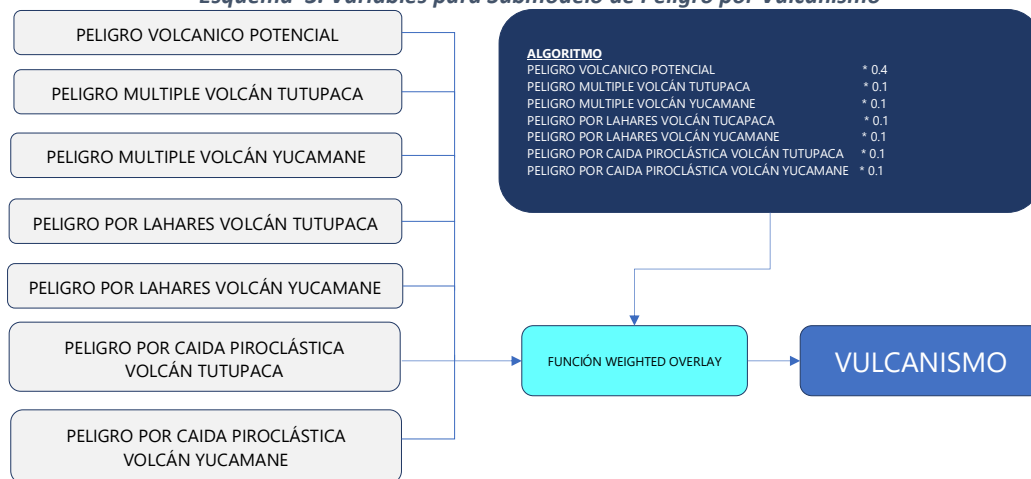 Esquema 3: Variables para Submodelo de Peligro por Vulcanismo
PELIGRO VOLCANICO POTENCIAL
PELIGRO MULTIPLE VOLCÁN TUTUPACA
PELIGRO MULTIPLE VOLCÁN YUCAMANE
PELIGRO POR LAHARES VOLCÁN TUTUPACA
PELIGRO POR LAHARES VOLCÁN YUCAMANE
PELIGRO POR CAIDA PIROCLÁSTICA
VOLCÁN TUTUPACA
PELIGRO POR CAIDA PIROCLÁSTICA
VOLCÁN YUCAMANE
ALGORITMO
PELIGRO VOLCANICO POTENCIAL * 0.4
PELIGRO MULTIPLE VOLCÁN TUTUPACA * 0.1
PELIGRO MULTIPLE VOLCÁN YUCAMANE * 0.1
PELIGRO POR LAHARES VOLCÁN TUCAPACA * 0.1
PELIGRO POR LAHARES VOLCÁN YUCAMANE * 0.1
PELIGRO POR CAIDA PIROCLÁSTICA VOLCÁN TUTUPACA * 0.1
PELIGRO POR CAIDA PIROCLÁSTICA VOLCÁN YUCAMANE * 0.1
FUNCIÓN WEIGHTED OVERLAY
VULCANISMO